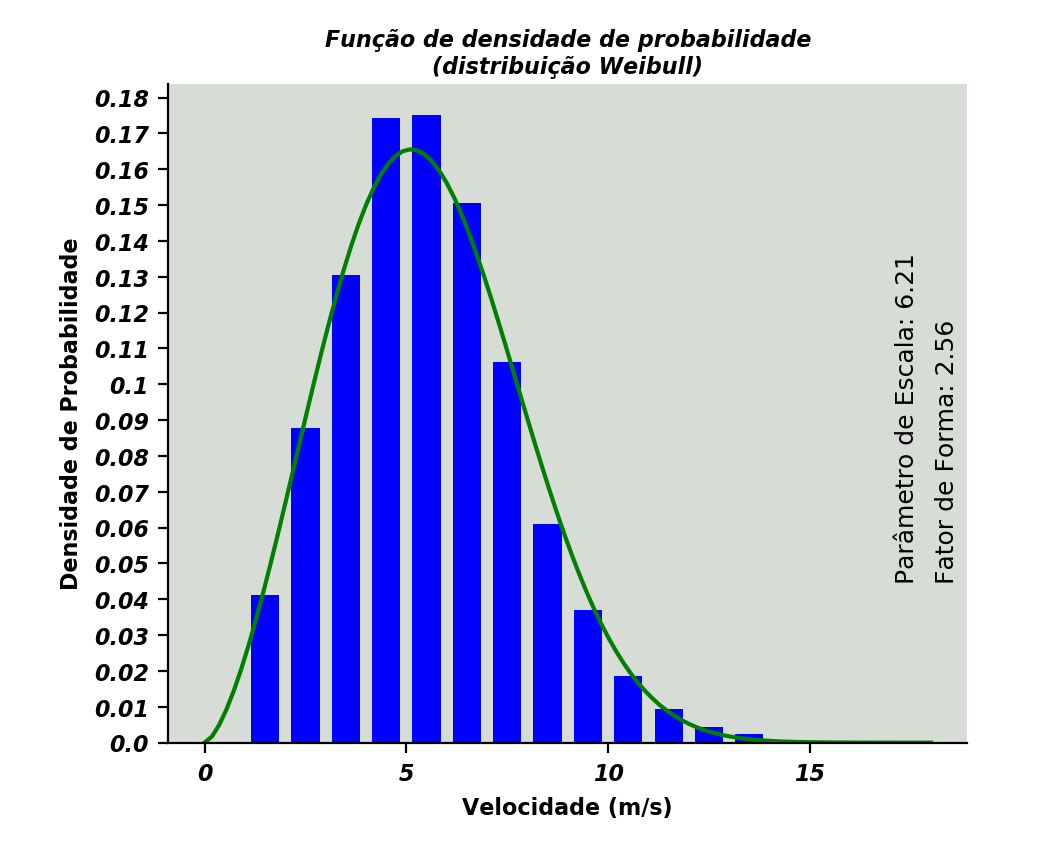 Função de densidade de probabilidade
(distribuição Weibull)
0.18
0.17
0.16
0.15
0.14
0.13
0.12
0.11
0.1
0.09
0.08
0.07
0.06
0.05
0.04
0.03
0.02
0.01
0.0
Densidade de Probabilidade
Parâmetro de Escala: 6.21
Fator de Forma: 2.56
0 5 10 15
Velocidade (m/s)